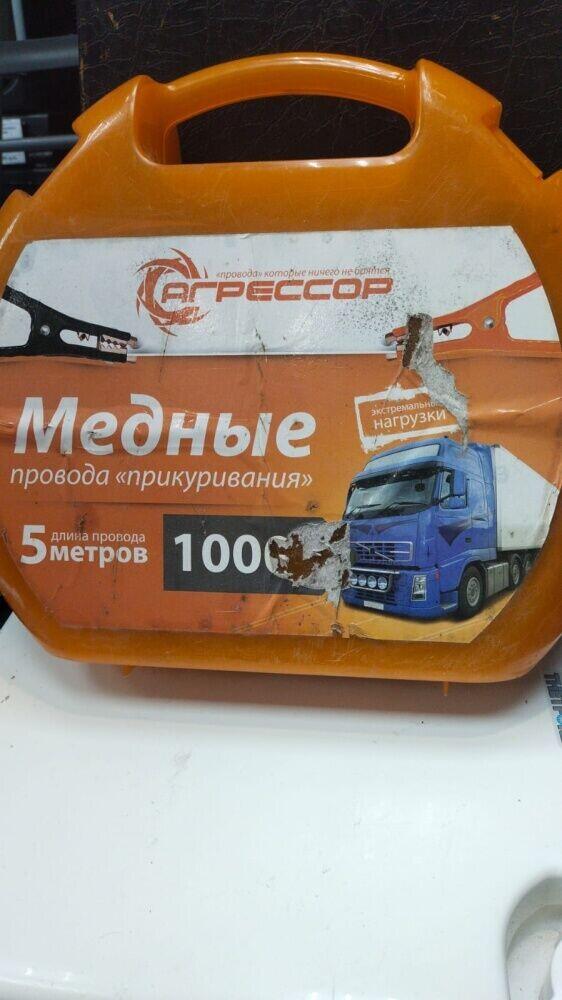 «провода» которые ничего не боятся
АГРЕССОР
экстремальные
нагрузки
Медные
провода «прикуривания»
длина провода
5 метров
1000